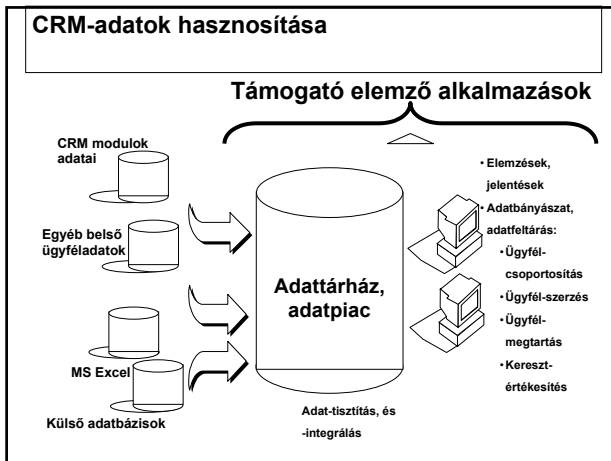 CRM-adatok hasznosítása
Támogató elemző alkalmazások
CRM modulok
adatai
Egyéb belső
ügyféladatok
MS Excel
Külső adatbázisok
Adattárház,
adatpiac
Adat-tisztítás, és
-integrálás
• Elemzések,
jelentések
• Adatbányászat,
adatfeltárás:
• Ügyfél-
csoportosítás
• Ügyfél-szerzés
• Ügyfél-
megtartás
• Kereszt-
értékesítés